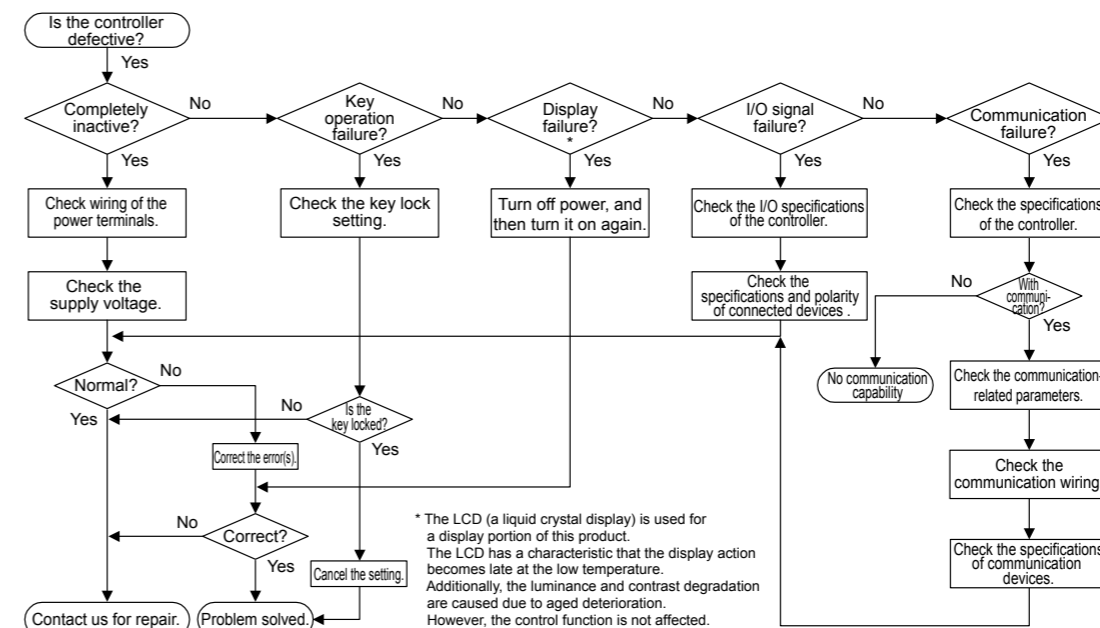 Is the controller
defective?
Yes
Completely
inactive?
No
Key
operation
failure?
No
Display
failure?
*
No
I/O signal
failure?
No
Communication
failure?
Yes
Yes
Yes
Yes
Yes
Check wiring of the
power terminals.
Check the key lock
setting.
Turn off power, and
then turn it on again.
Check the I/O specifications
of the controller.
Check the specifications
of the controller.
Check the
supply voltage.
Check the
specifications and polarity
of connected devices .
No
With
communi-
cation?
Yes
Normal?
No
Yes
No
Is the
key locked?
Yes
No communication
capability
Check the communication-
related parameters.
Correct the error(s).
Check the
communication wiring
No
Correct?
Yes
Cancel the setting.
Check the specifications
of communication
devices.
Contact us for repair.
Problem solved.
* The LCD (a liquid crystal display) is used for
a display portion of this product.
The LCD has a characteristic that the display action
becomes late at the low temperature.
Additionally, the luminance and contrast degradation
are caused due to aged deterioration.
However, the control function is not affected.